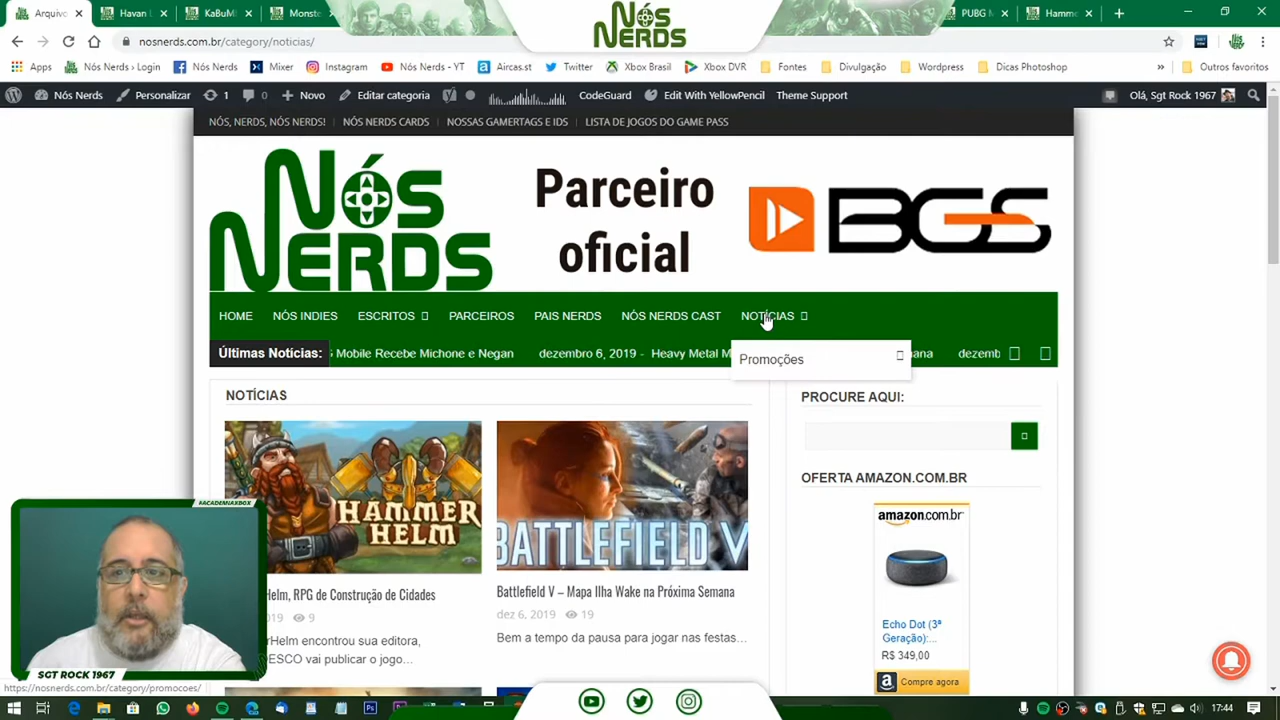 Arquivo
Havan L
KaBuM!
Monste
PUBG M
Hamme
NÓS NERDS
nosnerds.com.br/category/noticias/
Apps
Nós Nerds › Login
Nós Nerds
Mixer
Instagram
Nós Nerds - YT
Aircas.st
Twitter
Xbox Brasil
Xbox DVR
Fontes
Divulgação
Wordpress
Dicas Photoshop
»
Outros favoritos
Nós Nerds
Personalizar
1
0
Novo
Editar categoria
CodeGuard
Edit With YellowPencil
Theme Support
Olá, Sgt Rock 1967
NÓS, NERDS, NÓS NERDS!
NÓS NERDS CARDS
NOSSAS GAMERTAGS E IDS
LISTA DE JOGOS DO GAME PASS
NÓS NERDS
Parceiro
oficial
BGS
HOME
NÓS INDIES
ESCRITOS
PARCEIROS
PAIS NERDS
NÓS NERDS CAST
NOTÍCIAS
Últimas Noticias:
Mobile Recebe Michone e Negan
dezembro 6, 2019 - Heavy Metal M
ana
dezemb
Promoções
NOTÍCIAS
PROCURE AQUI:
HAMMER
HELM
BATTLEFIELD V
OFERTA AMAZON.COM.BR
amazon.com.br
Echo Dot (3ª
Geração):...
R$ 349,00
Compre agora
Helm, RPG de Construção de Cidades
2019
9
rHelm encontrou sua editora,
ESCO vai publicar o jogo...
Battlefield V – Mapa Ilha Wake na Próxima Semana
dez 6, 2019
19
Bem a tempo da pausa para jogar nas festas...
#ACADEMIAXBOX
SGT ROCK 1967
https://nosnerds.com.br/category/promocoes/
17:44